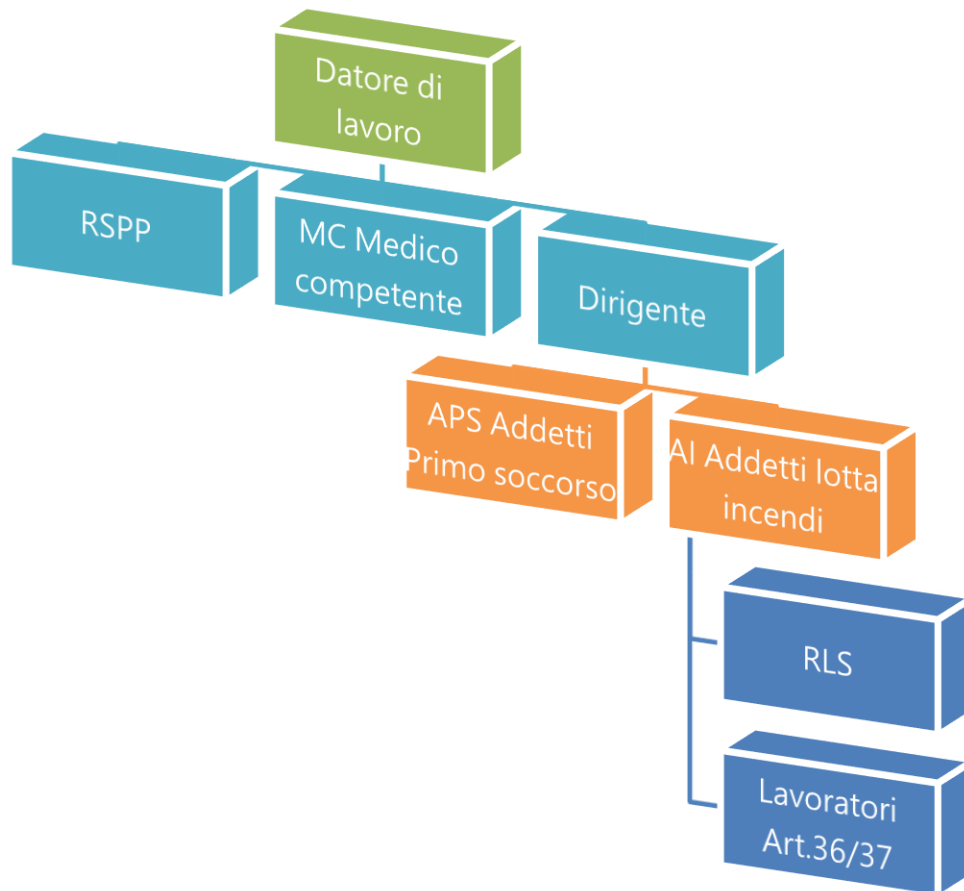 Datore di
lavoro
RSPP
MC Medico
competente
Dirigente
APS Addetti
Primo soccorso
AI Addetti lotta
incendi
RLS
Lavoratori
Art.36/37